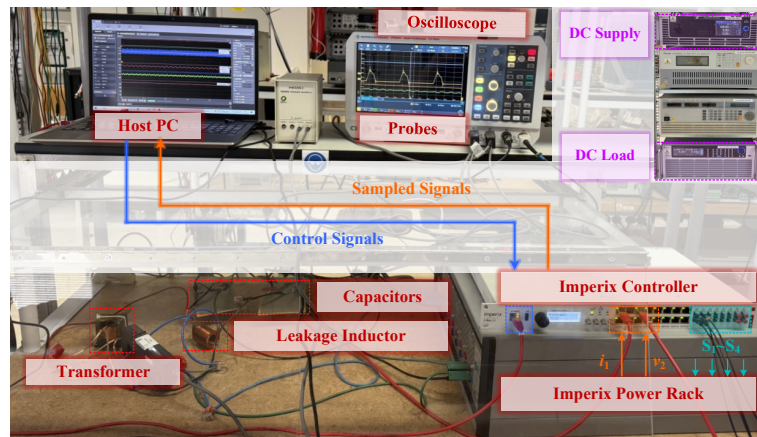 Oscilloscope
DC Supply
Host PC
Probes
DC Load
Sampled Signals
Control Signals
Imperix Controller
Capacitors
imperix
Leakage Inductor
S₁~S₄
i₁
v₂
Transformer
Imperix Power Rack